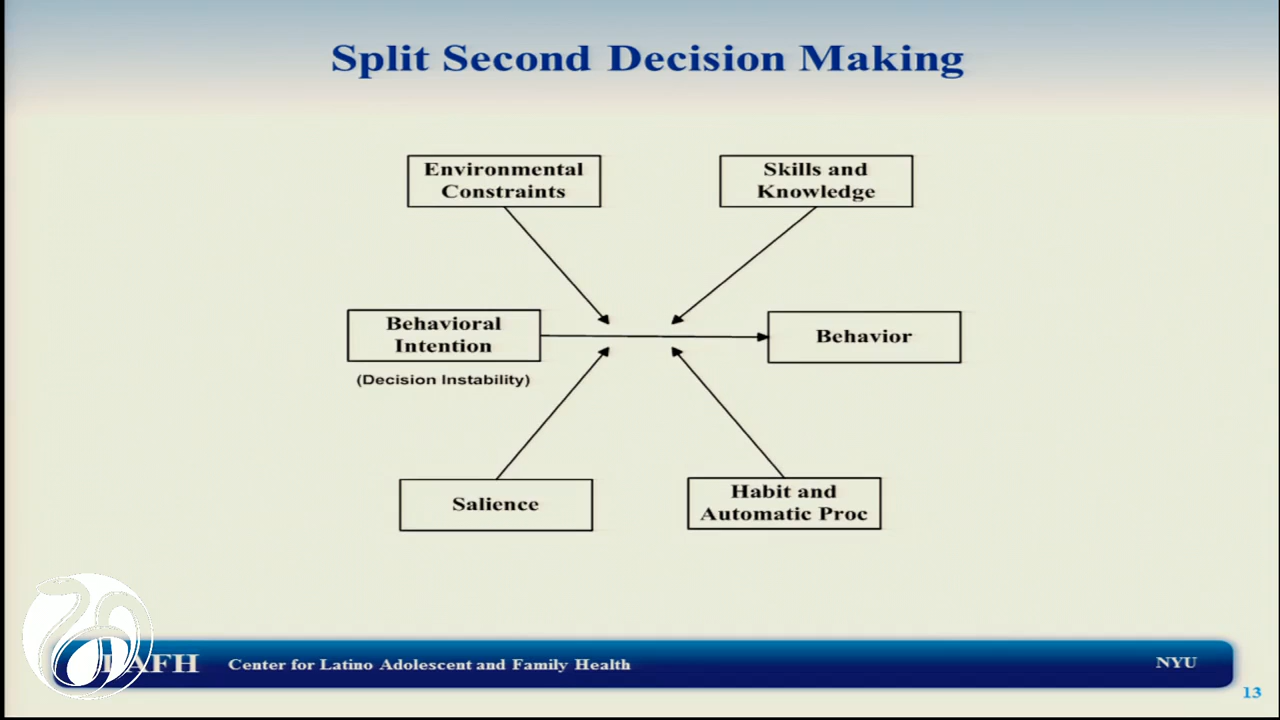 Split Second Decision Making
Environmental
Constraints
Skills and
Knowledge
Behavioral
Intention
(Decision Instability)
Behavior
Salience
Habit and
Automatic Proc
Center for Latino Adolescent and Family Health
NYU
13